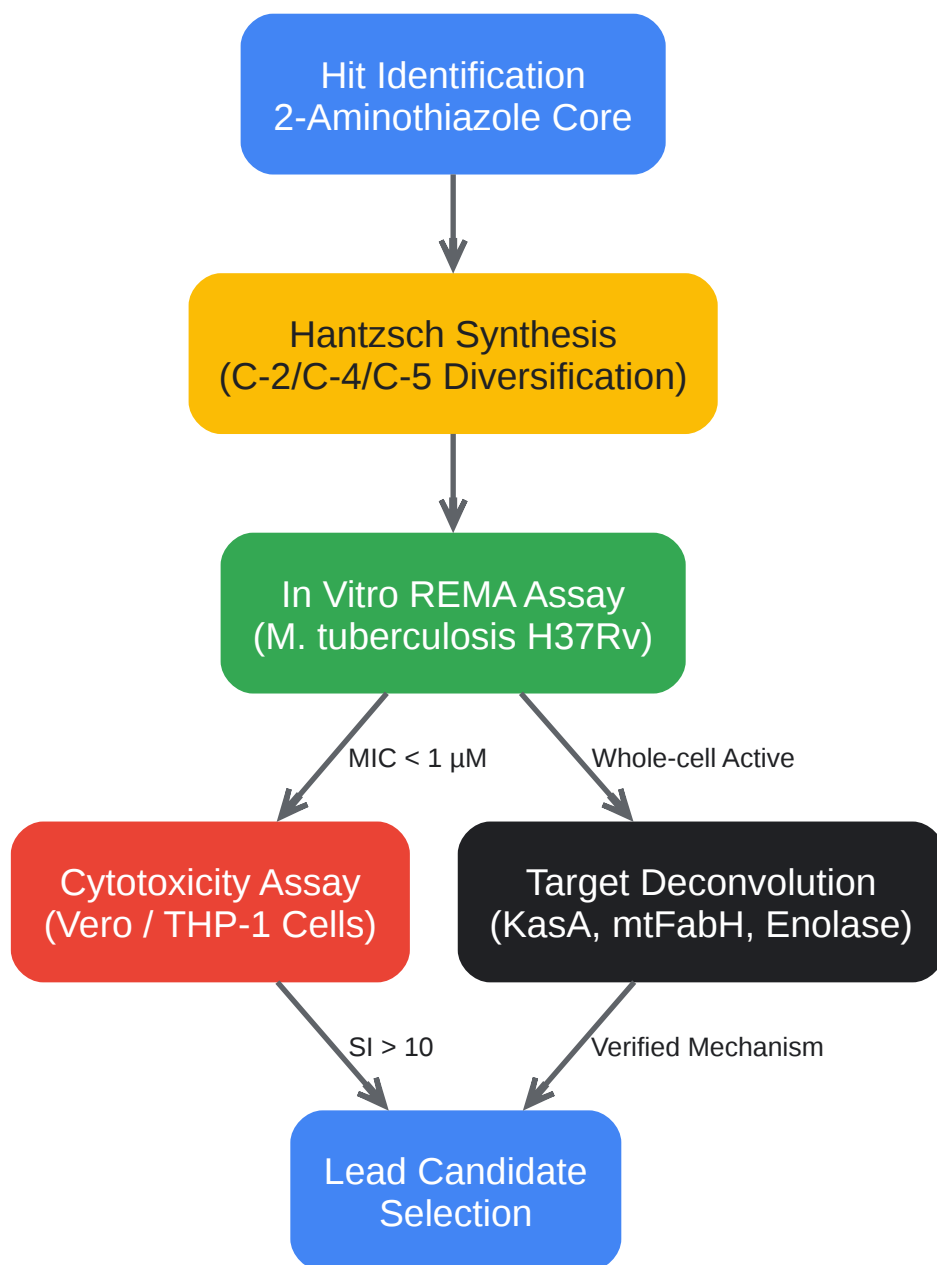 Hit Identification
2-Aminothiazole Core
Hantzsch Synthesis
(C-2/C-4/C-5 Diversification)
In Vitro REMA Assay
(M. tuberculosis H37Rv)
MIC < 1 µM
Whole-cell Active
Cytotoxicity Assay
(Vero / THP-1 Cells)
Target Deconvolution
(KasA, mtFabH, Enolase)
SI > 10
Verified Mechanism
Lead Candidate
Selection